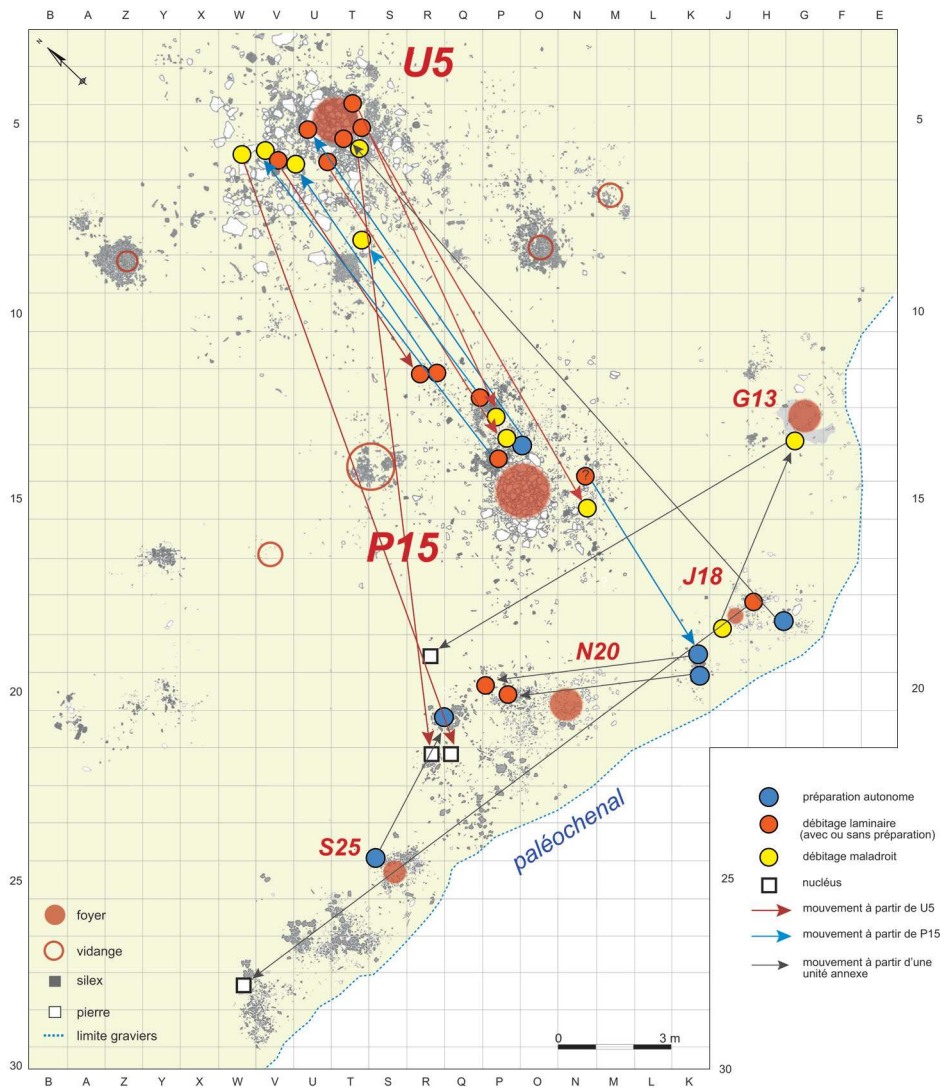 B A Z Y X W V U T S R Q P O N M L K J H G F E
U5
5 5
10 10
G13
15 15
P15
J18
N20
20 20
S25
paléochenal
préparation autonome
débitage laminaire
(avec ou sans préparation)
débitage maladroit
nucléus
mouvement à partir de U5
mouvement à partir de P15
mouvement à partir d'une
unité annexe
25 25
foyer
vidange
silex
pierre
limite graviers
0 3 m
30 30
B A Z Y X W V U T S R Q P O N M L K
?